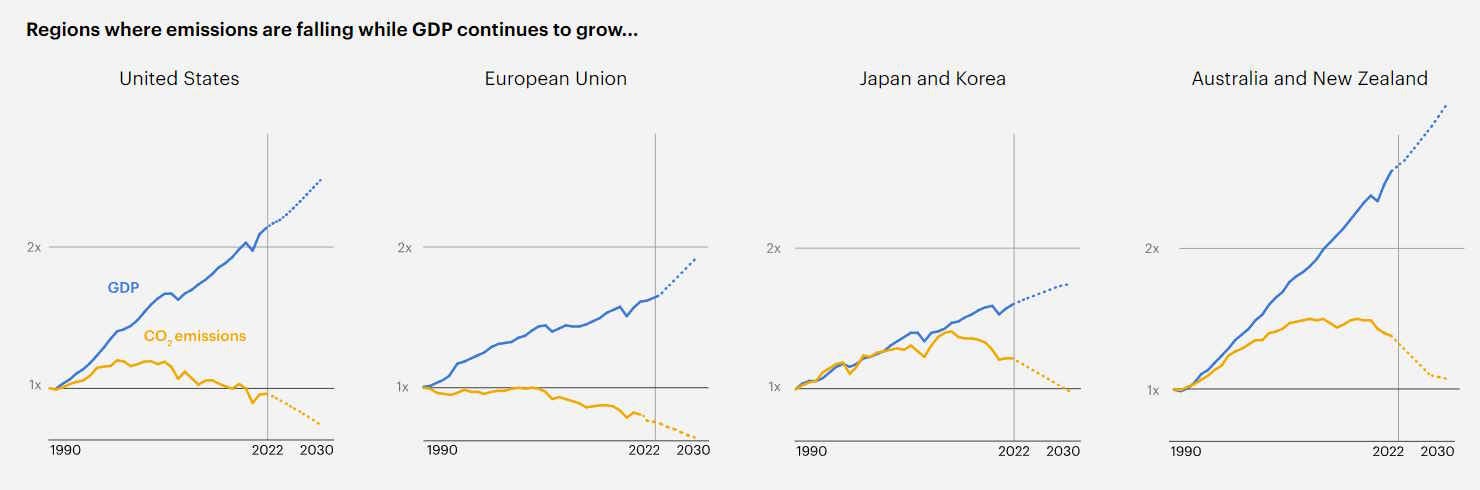 Regions where emissions are falling while GDP continues to grow...
United States
European Union
Japan and Korea
Australia and New Zealand
2x
GDP
CO₂ emissions
1x
1990
2022
2030
2x
1x
1990
2022
2030
2x
1x
1990
2022
2030
2x
1x
1990
2022
2030